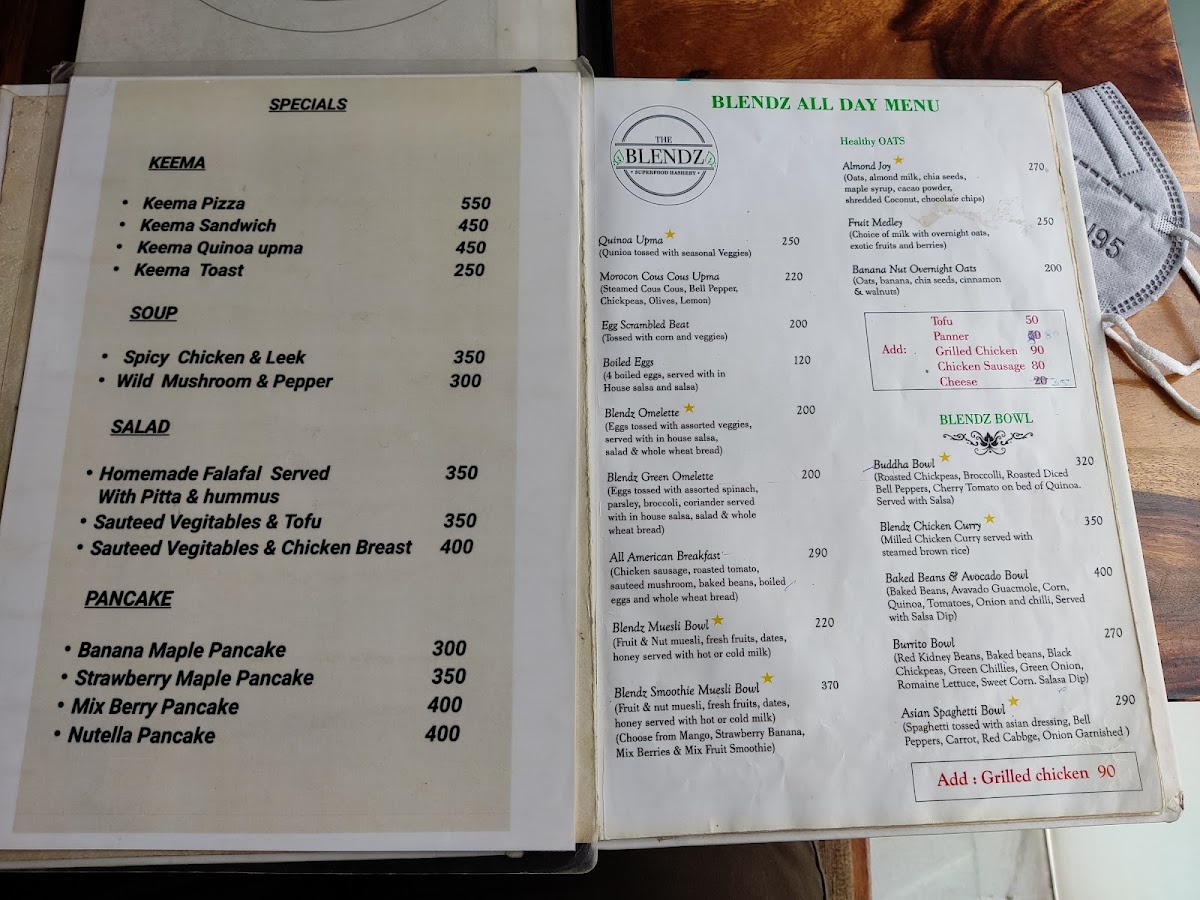 SPECIALS
KEEMA
• Keema Pizza 550
• Keema Sandwich 450
• Keema Quinoa upma 450
• Keema Toast 250
SOUP
• Spicy Chicken & Leek 350
• Wild Mushroom & Pepper 300
SALAD
• Homemade Falafal Served 350
With Pitta & hummus
• Sauteed Vegitables & Tofu 350
• Sauteed Vegitables & Chicken Breast 400
PANCAKE
• Banana Maple Pancake 300
• Strawberry Maple Pancake 350
• Mix Berry Pancake 400
• Nutella Pancake 400
BLENDZ ALL DAY MENU
THE
BLENDZ
• SUPERFOOD HASHERY •
Quinoa Upma 250
(Qunioa tossed with seasonal Veggies)
Morocon Cous Cous Upma 220
(Steamed Cous Cous, Bell Pepper,
Chickpeas, Olives, Lemon)
Egg Scrambled Beat 200
(Tossed with corn and veggies)
Boiled Eggs 120
(4 boiled eggs, served with in
House salsa and salsa)
Blendz Omelette 200
(Eggs tossed with assorted veggies,
served with in house salsa,
salad & whole wheat bread)
Blendz Green Omelette 200
(Eggs tossed with assorted spinach,
parsley, broccoli, coriander served
with in house salsa, salad & whole
wheat bread)
All American Breakfast 290
(Chicken sausage, roasted tomato,
sauteed mushroom, baked beans, boiled
eggs and whole wheat bread)
Blendz Muesli Bowl 220
(Fruit & Nut muesli, fresh fruits, dates,
honey served with hot or cold milk)
Blendz Smoothie Muesli Bowl 370
(Fruit & nut muesli, fresh fruits, dates,
honey served with hot or cold milk)
(Choose from Mango, Strawberry Banana,
Mix Berries & Mix Fruit Smoothie)
Healthy OATS
Almond Joy 270
(Oats, almond milk, chia seeds,
maple syrup, cacao powder,
shredded Coconut, chocolate chips)
Fruit Medley 250
(Choice of milk with overnight oats,
exotic fruits and berries)
Banana Nut Overnight Oats 200
(Oats, banana, chia seeds, cinnamon
& walnuts)
Add:
Tofu 50
Panner
Grilled Chicken 90
Chicken Sausage 80
Cheese 20
BLENDZ BOWL
Buddha Bowl 320
(Roasted Chickpeas, Broccolli, Roasted Diced
Bell Peppers, Cherry Tomato on bed of Quinoa.
Served with Salsa)
Blendz Chicken Curry 350
(Milled Chicken Curry served with
steamed brown rice)
Baked Beans & Avocado Bowl 400
(Baked Beans, Avavado Guacmole, Corn,
Quinoa, Tomatoes, Onion and chilli, Served
with Salsa Dip)
Burrito Bowl 270
(Red Kidney Beans, Baked beans, Black
Chickpeas, Green Chillies, Green Onion,
Romaine Lettuce, Sweet Corn. Salasa Dip)
Asian Spaghetti Bowl 290
(Spaghetti tossed with asian dressing, Bell
Peppers, Carrot, Red Cabbge, Onion Garnished )
Add : Grilled chicken 90